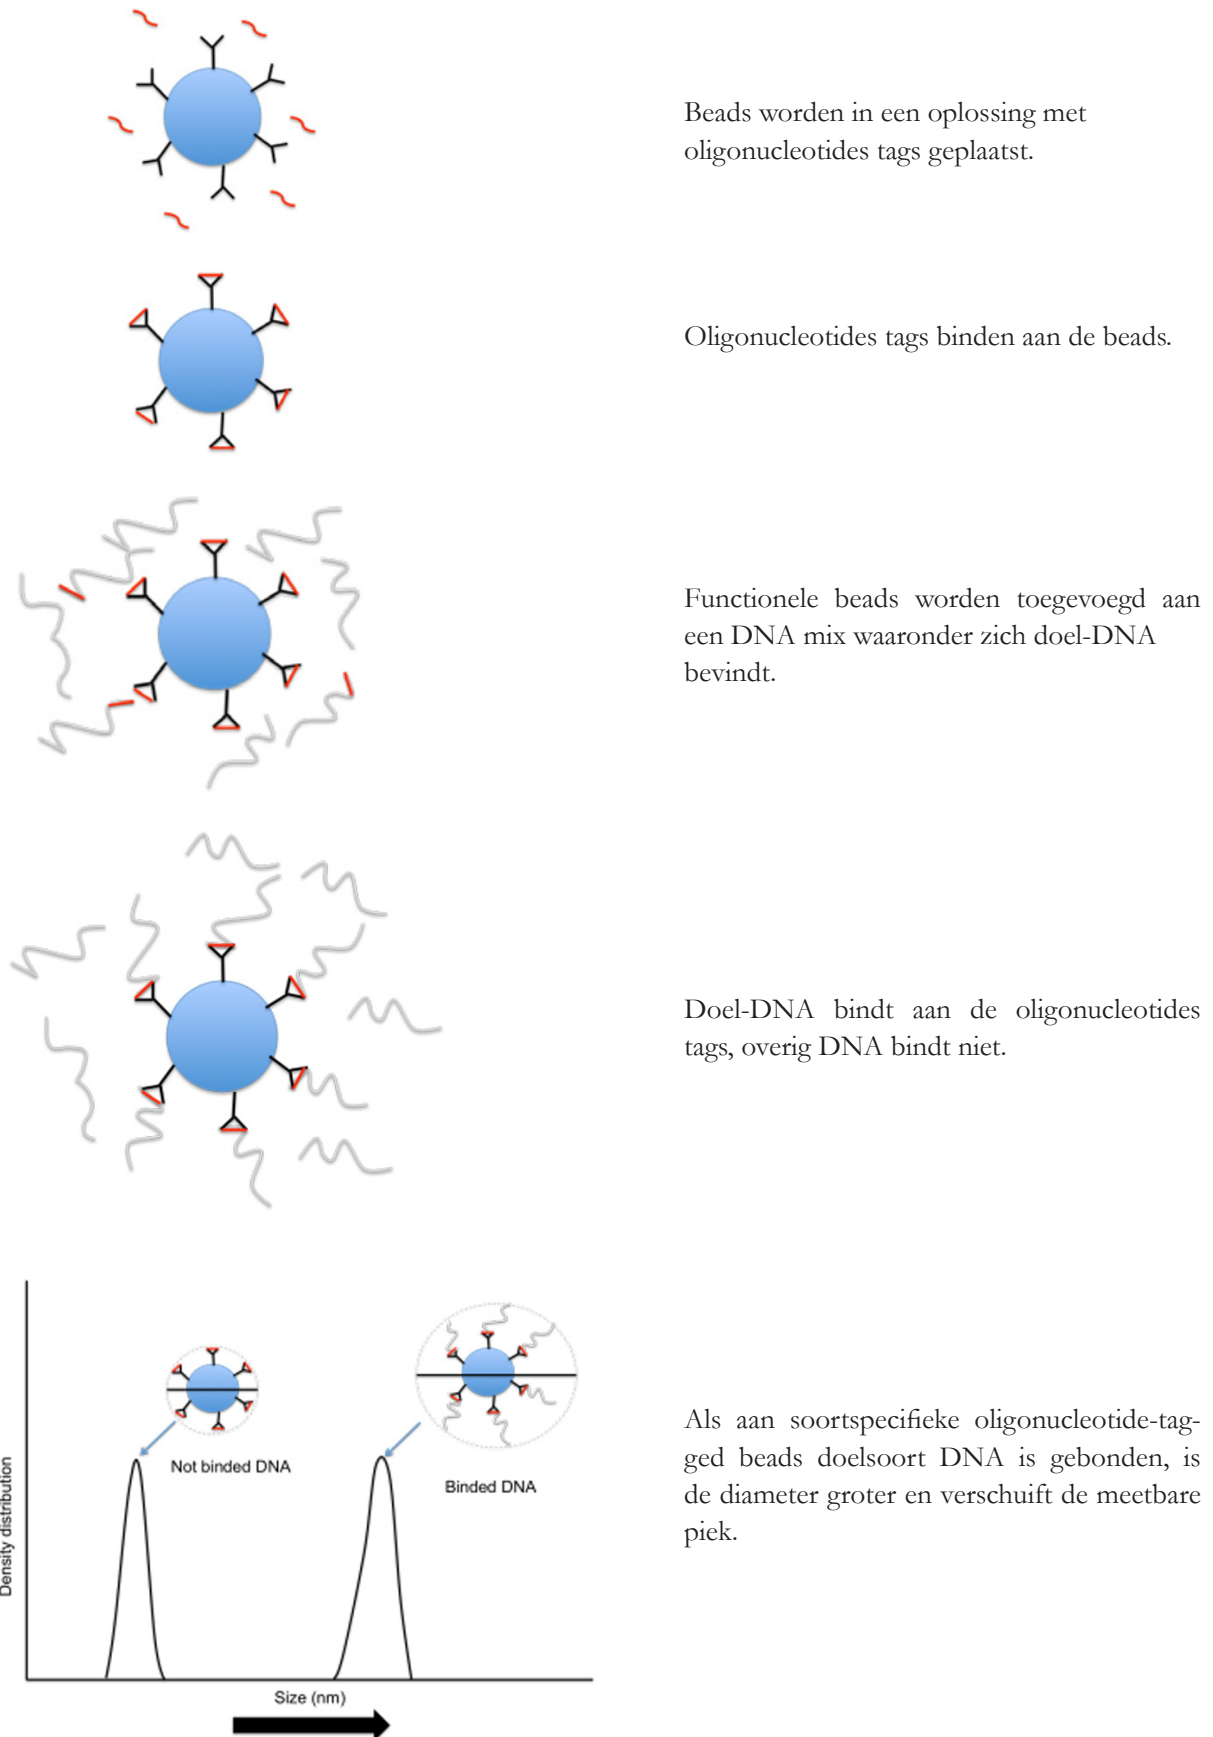 Beads worden in een oplossing met
oligonucleotides tags geplaatst.
Oligonucleotides tags binden aan de beads.
Functionele beads worden toegevoegd aan
een DNA mix waaronder zich doel-DNA
bevindt.
Doel-DNA bindt aan de oligonucleotides
tags, overig DNA bindt niet.
Density distribution
Not binded DNA
Binded DNA
Size (nm)
Als aan soortspecifieke oligonucleotide-tag-
ged beads doelsoort DNA is gebonden, is
de diameter groter en verschuift de meetbare
piek.